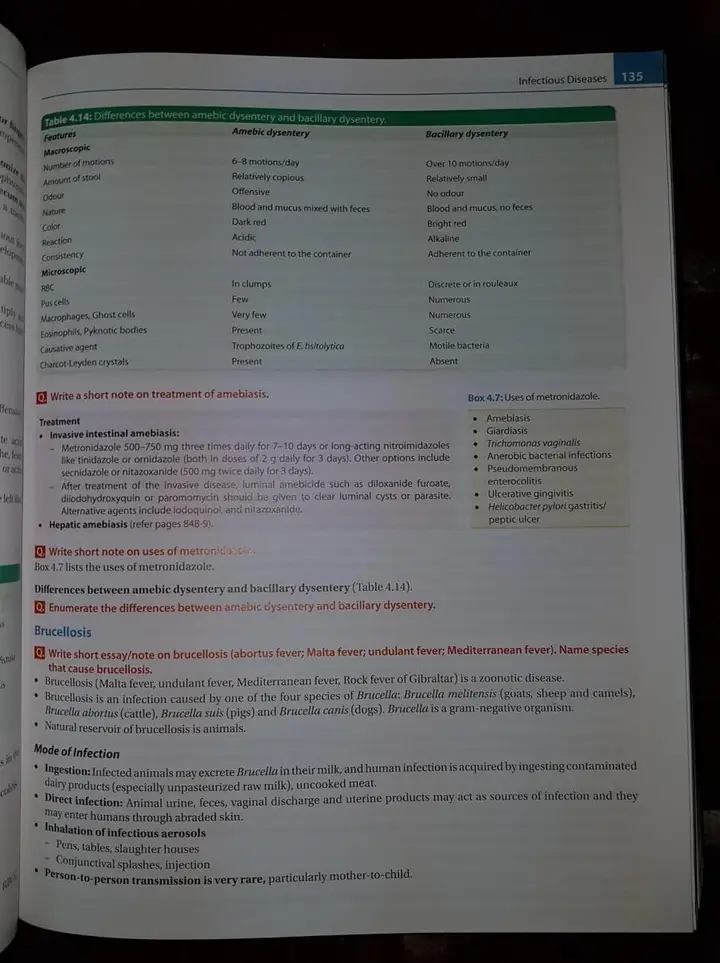 Infectious Diseases 135
Table 4.14: Differences between amebic dysentery and bacillary dysentery.
Features Amebic dysentery Bacillary dysentery
Macroscopic
Number of motions 6–8 motions/day Over 10 motions/day
Amount of stool Relatively copious Relatively small
Odour Offensive No odour
Nature Blood and mucus mixed with feces Blood and mucus, no feces
Color Dark red Bright red
Reaction Acidic Alkaline
Consistency Not adherent to the container Adherent to the container
Microscopic
RBC In clumps Discrete or in rouleaux
Pus cells Few Numerous
Macrophages, Ghost cells Very few Numerous
Eosinophils, Pyknotic bodies Present Scarce
Causative agent Trophozoites of E. hsitolytica Motile bacteria
Charcot-Leyden crystals Present Absent
Q. Write a short note on treatment of amebiasis.
Treatment
• Invasive intestinal amebiasis:
– Metronidazole 500–750 mg three times daily for 7–10 days or long-acting nitroimidazoles
like tinidazole or ornidazole (both in doses of 2 g daily for 3 days). Other options include
secnidazole or nitazoxanide (500 mg twice daily for 3 days).
– After treatment of the invasive disease, luminal amebicide such as diloxanide furoate,
diiodohydroxyquin or paromomycin should be given to clear luminal cysts or parasite.
Alternative agents include Iodoquinol, and nitazoxanide.
• Hepatic amebiasis (refer pages 848-9).
Box 4.7: Uses of metronidazole.
• Amebiasis
• Giardiasis
• Trichomonas vaginalis
• Anerobic bacterial infections
• Pseudomembranous
enterocolitis
• Ulcerative gingivitis
• Helicobacter pylori gastritis/
peptic ulcer
Q. Write short note on uses of metronidazole.
Box 4.7 lists the uses of metronidazole.
Differences between amebic dysentery and bacillary dysentery (Table 4.14).
Q. Enumerate the differences between amebic dysentery and bacillary dysentery.
Brucellosis
Q. Write short essay/note on brucellosis (abortus fever; Malta fever; undulant fever; Mediterranean fever). Name species
that cause brucellosis.
• Brucellosis (Malta fever, undulant fever, Mediterranean fever, Rock fever of Gibraltar) is a zoonotic disease.
• Brucellosis is an infection caused by one of the four species of Brucella: Brucella melitensis (goats, sheep and camels),
Brucella abortus (cattle), Brucella suis (pigs) and Brucella canis (dogs). Brucella is a gram-negative organism.
• Natural reservoir of brucellosis is animals.
Mode of Infection
• Ingestion: Infected animals may excrete Brucella in their milk, and human infection is acquired by ingesting contaminated
dairy products (especially unpasteurized raw milk), uncooked meat.
• Direct infection: Animal urine, feces, vaginal discharge and uterine products may act as sources of infection and they
may enter humans through abraded skin.
• Inhalation of infectious aerosols
– Pens, tables, slaughter houses
– Conjunctival splashes, injection
• Person-to-person transmission is very rare, particularly mother-to-child.